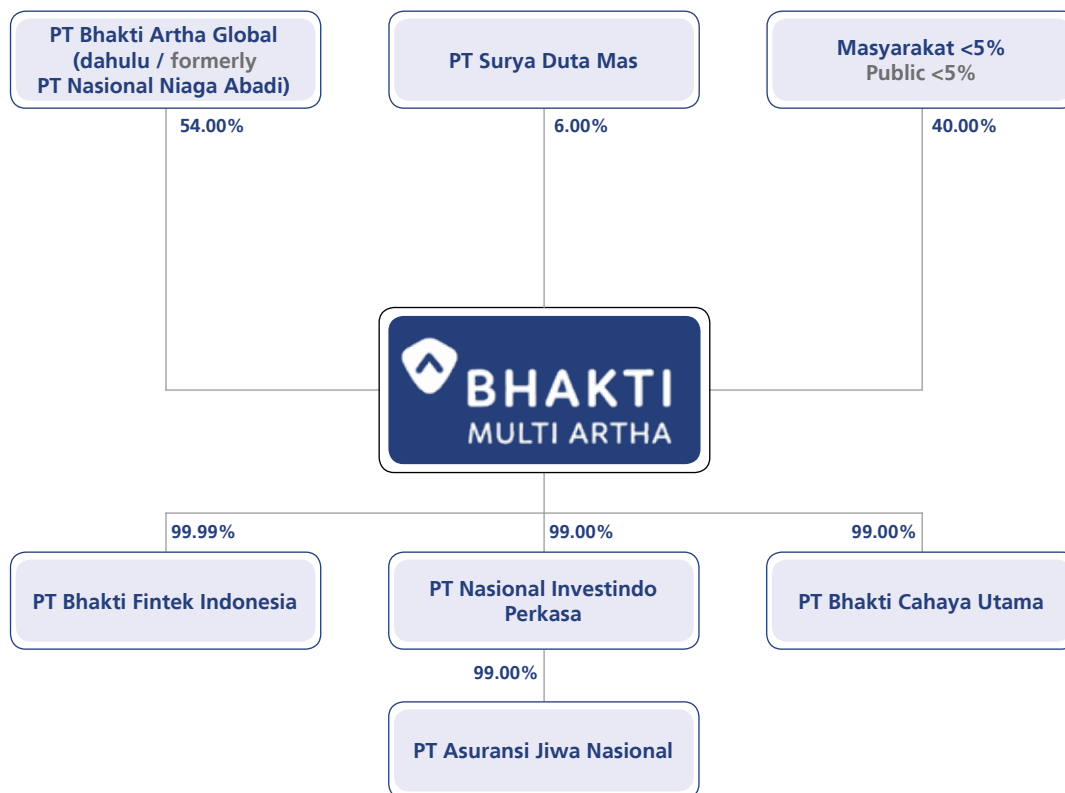 PT Bhakti Artha Global
(dahulu / formerly
PT Nasional Niaga Abadi)
PT Surya Duta Mas
Masyarakat <5%
Public <5%
54.00%
6.00%
40.00%
BHAKTI
MULTI ARTHA
99.99%
99.00%
99.00%
PT Bhakti Fintek Indonesia
PT Nasional Investindo
Perkasa
PT Bhakti Cahaya Utama
99.00%
PT Asuransi Jiwa Nasional